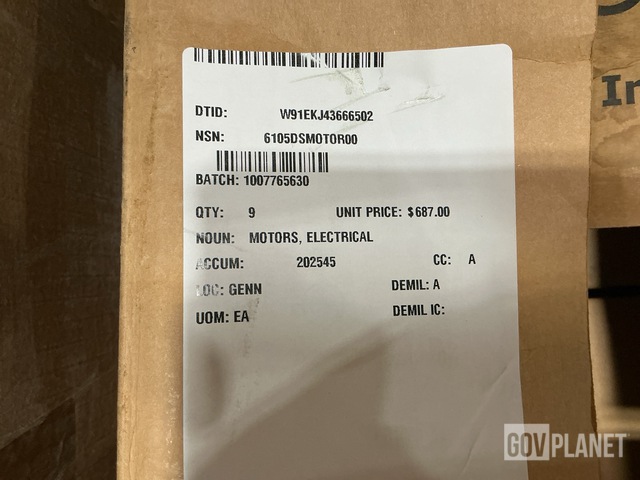 DTID: W91EKJ43666502
NSN: 6105DSMOTOR00
BATCH: 1007765630
QTY: 9 UNIT PRICE: $687.00
NOUN: MOTORS, ELECTRICAL
ACCUM: 202545 CC: A
LOC: GENN DEMIL: A
UOM: EA DEMIL IC:
In
GOVPLANET